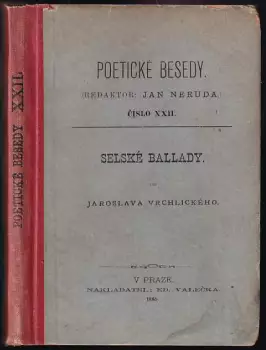 POETICKÉ BESEDY XXII.
POETICKÉ BESEDY.
(REDAKTOR: JAN NERUDA.)
ČÍSLO XXII.
SELSKÉ BALLADY.
JAROSLAVA VRCHLICKÉHO.
V PRAZE.
NAKLADATEL: ED. VALEČKA.